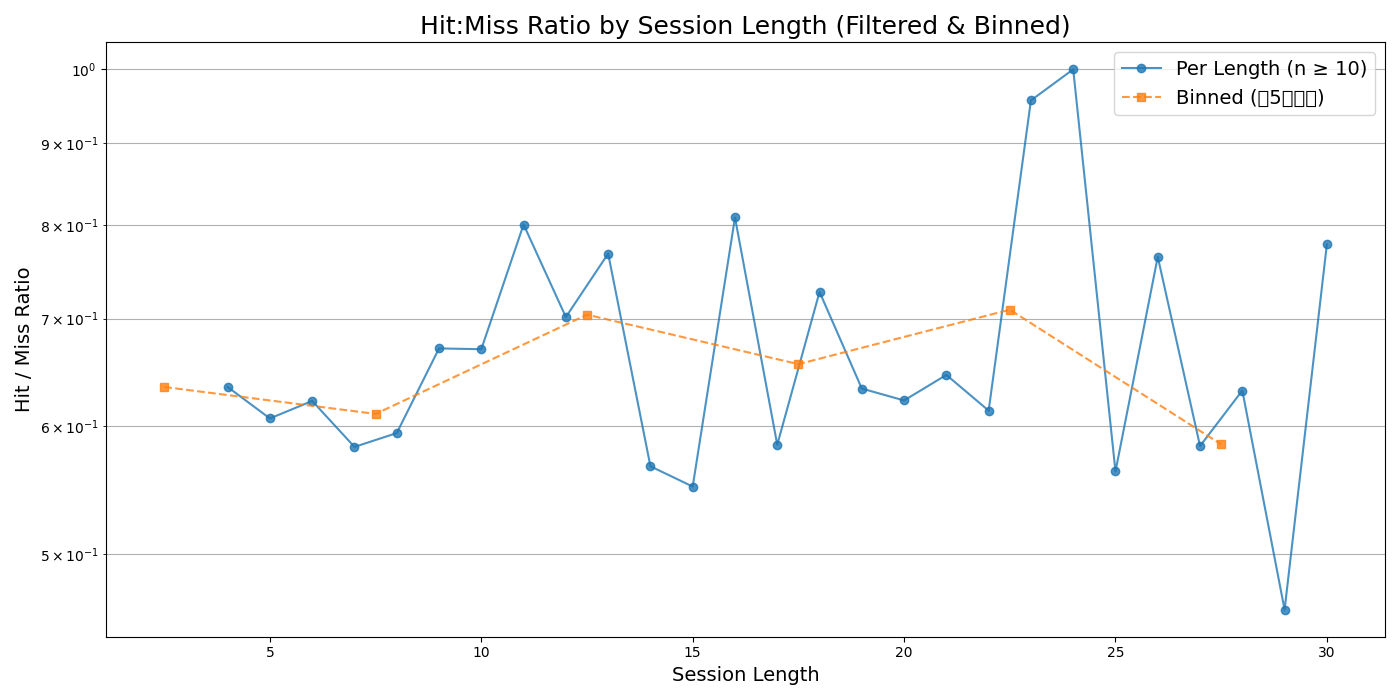 Hit:Miss Ratio by Session Length (Filtered & Binned)
Hit / Miss Ratio
10⁰
9 × 10⁻¹
8 × 10⁻¹
7 × 10⁻¹
6 × 10⁻¹
5 × 10⁻¹
Per Length (n ≥ 10)
Binned (□5□□□)
5 10 15 20 25 30
Session Length